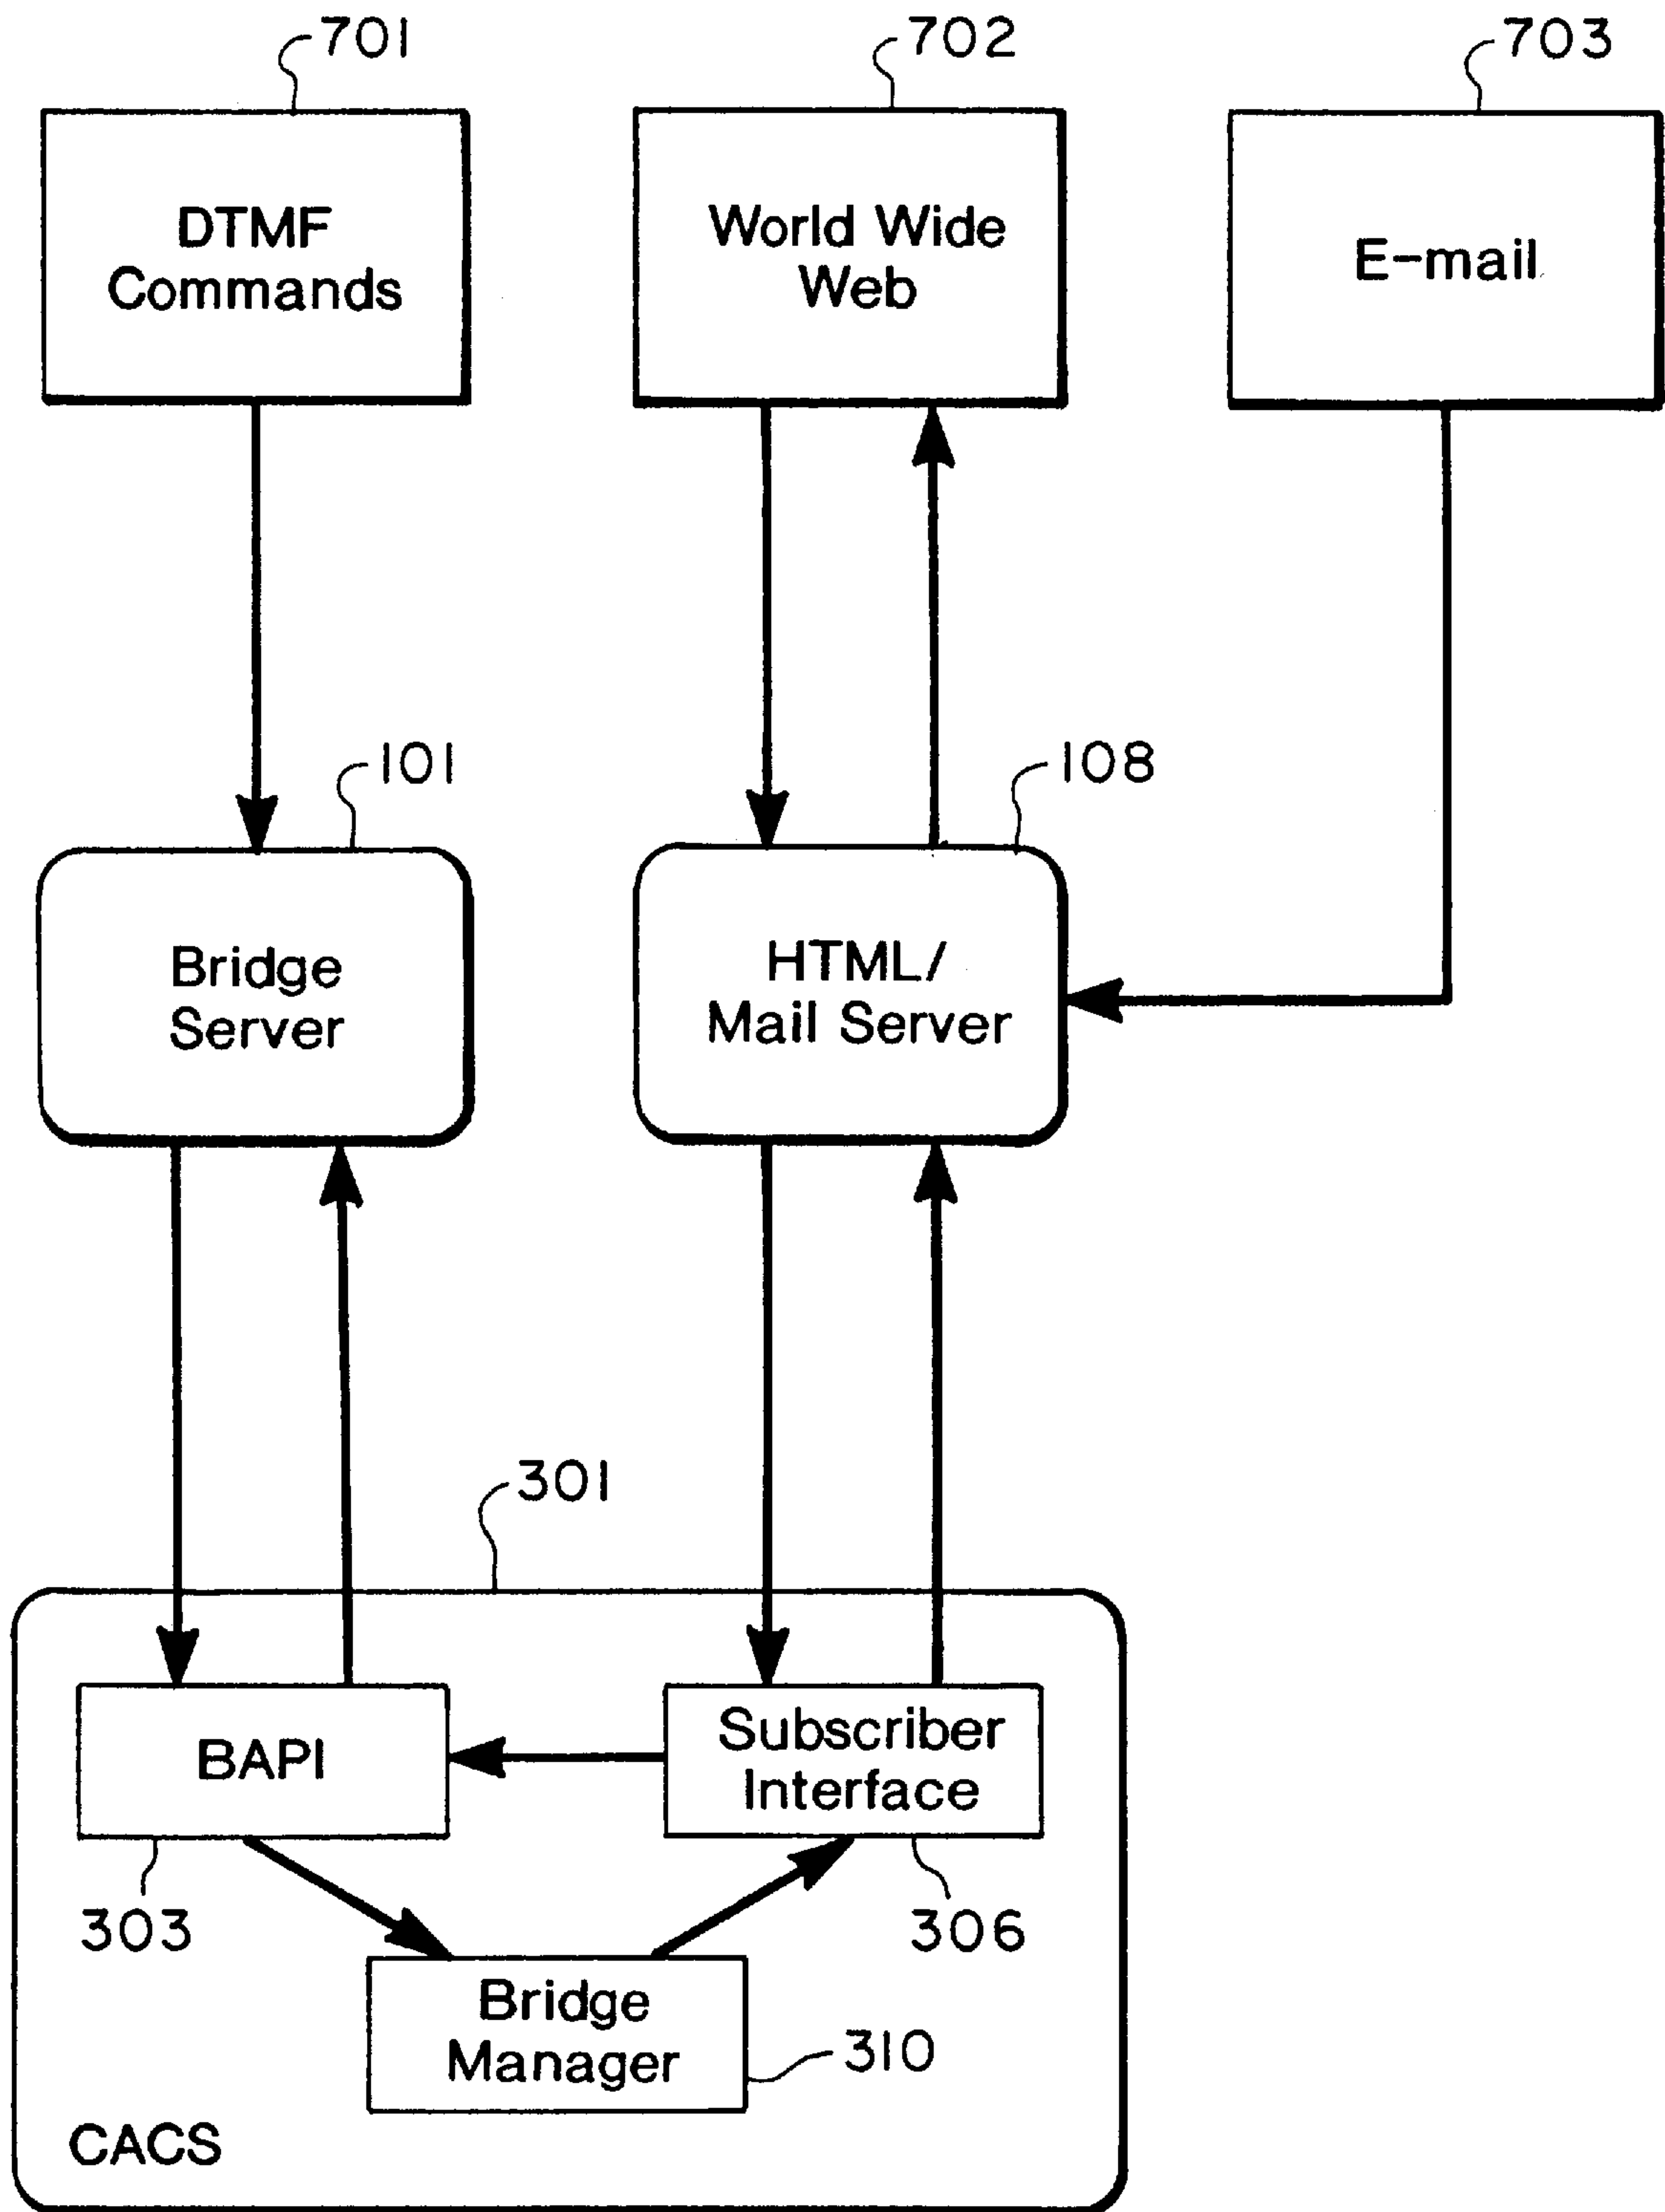 701
702
703
DTMF
Commands
World Wide
Web
E-mail
101
108
Bridge
Server
HTML/
Mail Server
301
BAPI
Subscriber
Interface
303
306
Bridge
Manager
310
CACS